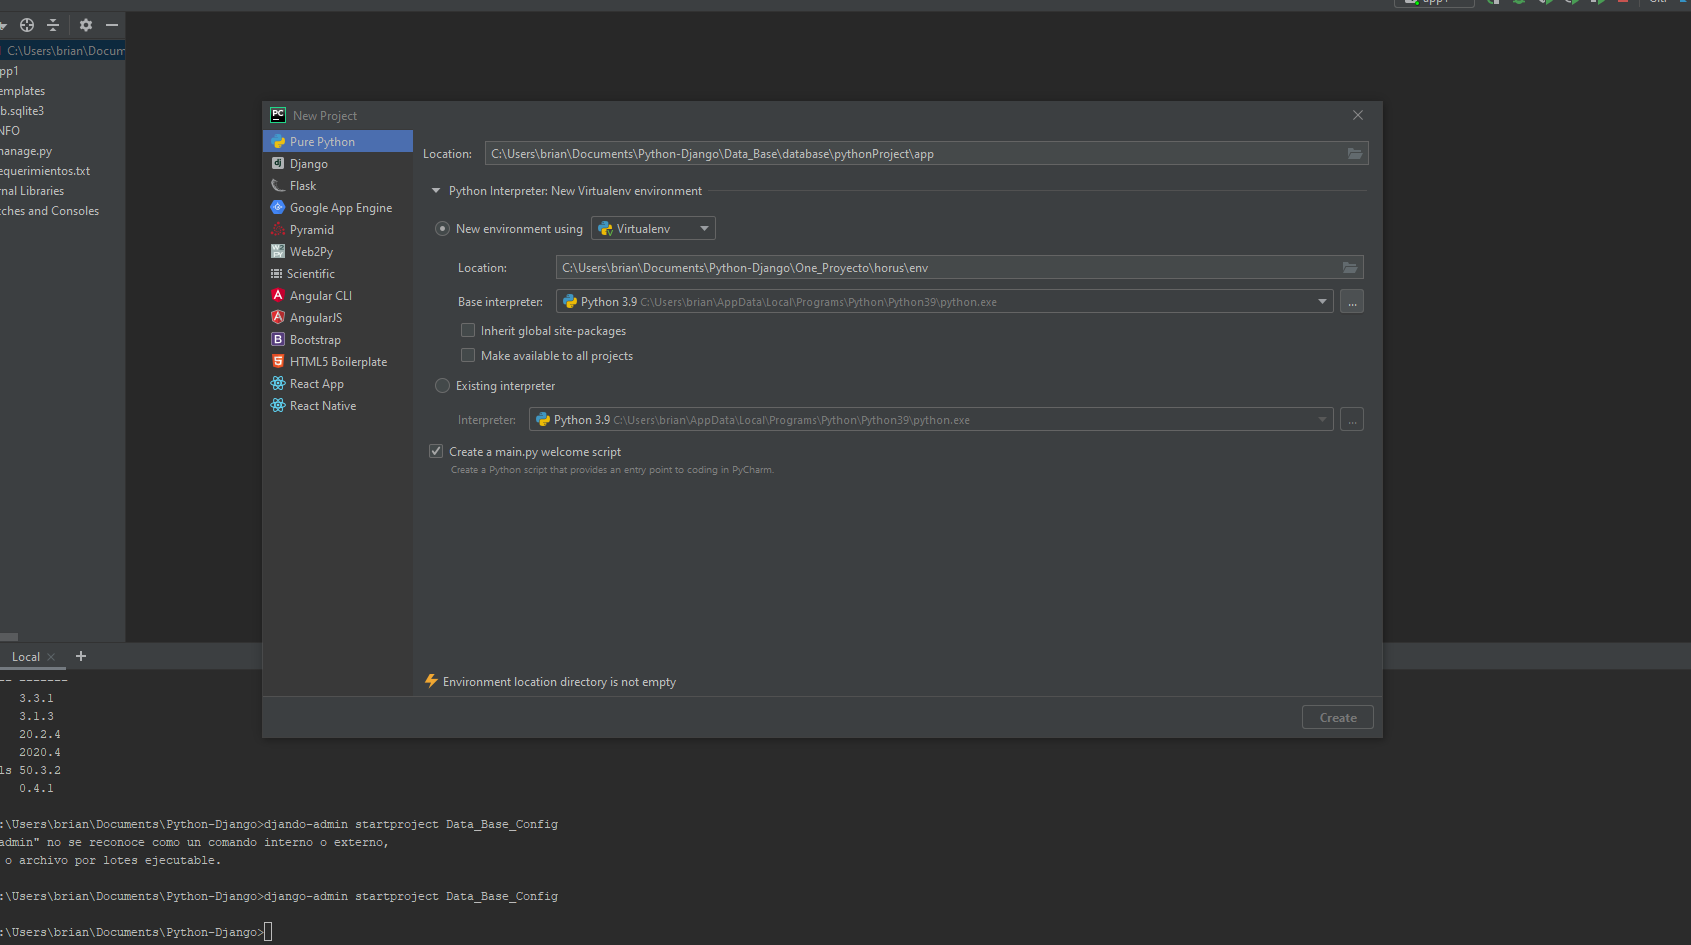 C:\Users\brian\Docum
pp1
emplates
b.sqlite3
NFO
manage.py
equerimientos.txt
rnal Libraries
tches and Consoles
PC New Project
Pure Python
dj Django
Flask
Google App Engine
Pyramid
Web2Py
Scientific
Angular CLI
AngularJS
B Bootstrap
HTML5 Boilerplate
React App
React Native
Location: C:\Users\brian\Documents\Python-Django\Data_Base\database\pythonProject\app
Python Interpreter: New Virtualenv environment
New environment using Virtualenv
Location: C:\Users\brian\Documents\Python-Django\One_Proyecto\horus\env
Base interpreter: Python 3.9 C:\Users\brian\AppData\Local\Programs\Python\Python39\python.exe ...
Inherit global site-packages
Make available to all projects
Existing interpreter
Interpreter: Python 3.9 C:\Users\brian\AppData\Local\Programs\Python\Python39\python.exe ...
Create a main.py welcome script
Create a Python script that provides an entry point to coding in PyCharm.
Environment location directory is not empty
Create
Local
-- -------
3.3.1
3.1.3
20.2.4
2020.4
ls 50.3.2
0.4.1
:\Users\brian\Documents\Python-Django>djando-admin startproject Data_Base_Config
admin" no se reconoce como un comando interno o externo,
o archivo por lotes ejecutable.
:\Users\brian\Documents\Python-Django>django-admin startproject Data_Base_Config
:\Users\brian\Documents\Python-Django>